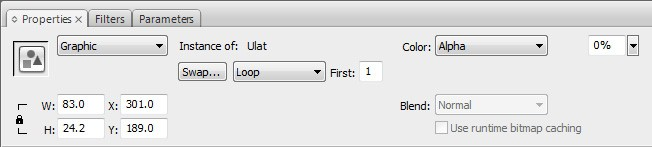 Properties × Filters Parameters
Graphic Instance of: Ulat Color: Alpha 0%
Swap... Loop First: 1
W: 83.0 X: 301.0 Blend: Normal
H: 24.2 Y: 189.0 Use runtime bitmap caching